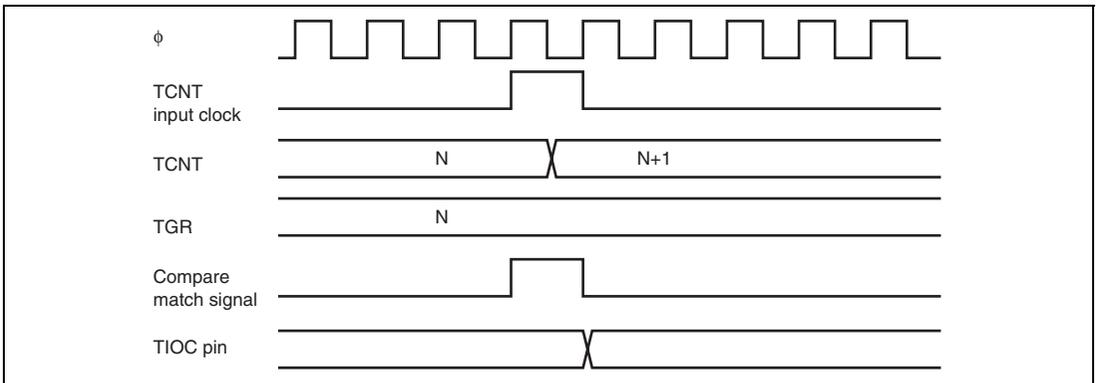 ϕ
TCNT
input clock
TCNT
N
N+1
TGR
N
Compare
match signal
TIOC pin